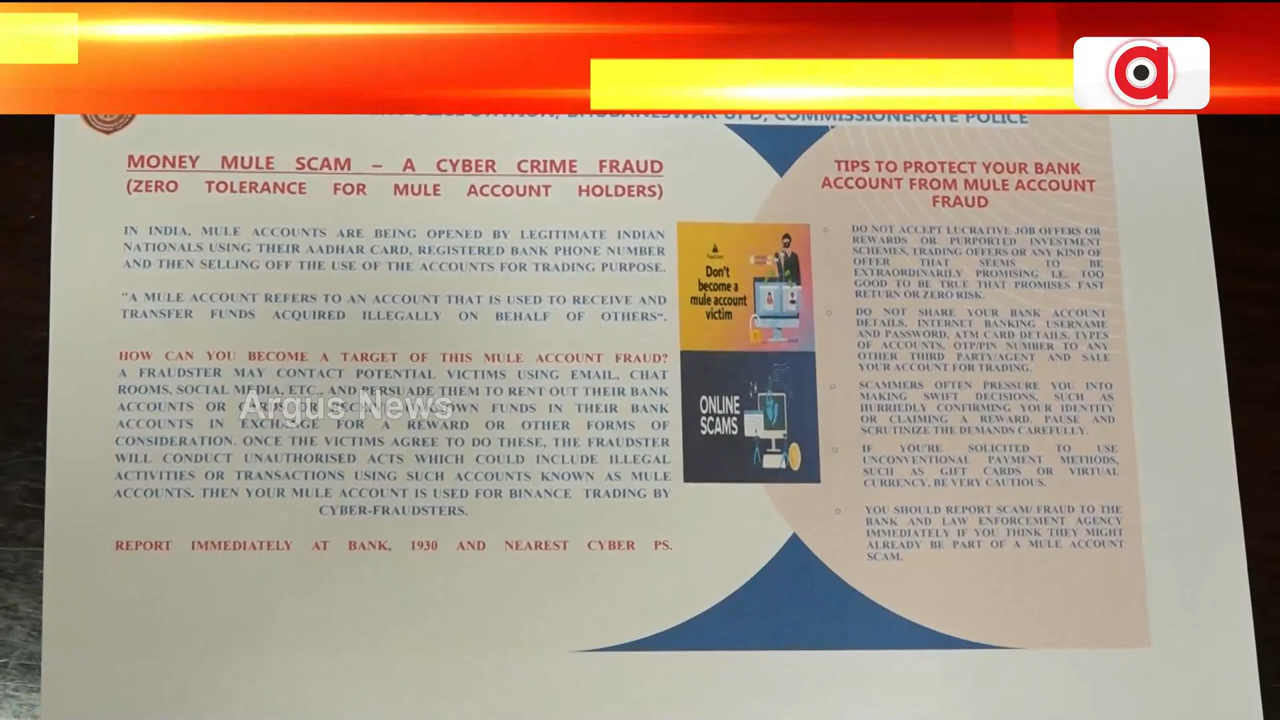 a
BHUBANESWAR UPD, COMMISSIONERATE POLICE
MONEY MULE SCAM – A CYBER CRIME FRAUD
(ZERO TOLERANCE FOR MULE ACCOUNT HOLDERS)
IN INDIA, MULE ACCOUNTS ARE BEING OPENED BY LEGITIMATE INDIAN
NATIONALS USING THEIR AADHAR CARD, REGISTERED BANK PHONE NUMBER
AND THEN SELLING OFF THE USE OF THE ACCOUNTS FOR TRADING PURPOSE.
"A MULE ACCOUNT REFERS TO AN ACCOUNT THAT IS USED TO RECEIVE AND
TRANSFER FUNDS ACQUIRED ILLEGALLY ON BEHALF OF OTHERS“.
HOW CAN YOU BECOME A TARGET OF THIS MULE ACCOUNT FRAUD?
A FRAUDSTER MAY CONTACT POTENTIAL VICTIMS USING EMAIL, CHAT
ROOMS, SOCIAL MEDIA, ETC., AND PERSUADE THEM TO RENT OUT THEIR BANK
ACCOUNTS OR OWN FUNDS IN THEIR BANK
Argus News
ACCOUNTS IN EXCHANGE FOR A REWARD OR OTHER FORMS OF
CONSIDERATION. ONCE THE VICTIMS AGREE TO DO THESE, THE FRAUDSTER
WILL CONDUCT UNAUTHORISED ACTS WHICH COULD INCLUDE ILLEGAL
ACTIVITIES OR TRANSACTIONS USING SUCH ACCOUNTS KNOWN AS MULE
ACCOUNTS. THEN YOUR MULE ACCOUNT IS USED FOR BINANCE TRADING BY
CYBER-FRAUDSTERS.
REPORT IMMEDIATELY AT BANK, 1930 AND NEAREST CYBER PS.
Don't
become a
mule account
victim
ONLINE
SCAMS
TIPS TO PROTECT YOUR BANK
ACCOUNT FROM MULE ACCOUNT
FRAUD
DO NOT ACCEPT LUCRATIVE JOB OFFERS OR
REWARDS OR PURPORTED INVESTMENT
SCHEMES, TRADING OFFERS OR ANY KIND OF
OFFER THAT SEEMS TO BE
EXTRAORDINARILY PROMISING I.E. TOO
GOOD TO BE TRUE THAT PROMISES FAST
RETURN OR ZERO RISK.
DO NOT SHARE YOUR BANK ACCOUNT
DETAILS. INTERNET BANKING USERNAME
AND PASSWORD, ATM CARD DETAILS, TYPES
OF ACCOUNTS, OTP/PIN NUMBER TO ANY
OTHER THIRD PARTY/AGENT AND SALE
YOUR ACCOUNT FOR TRADING.
SCAMMERS OFTEN PRESSURE YOU INTO
MAKING SWIFT DECISIONS, SUCH AS
HURRIEDLY CONFIRMING YOUR IDENTITY
OR CLAIMING A REWARD. PAUSE AND
SCRUTINIZE THE DEMANDS CAREFULLY.
IF YOU'RE SOLICITED TO USE
UNCONVENTIONAL PAYMENT METHODS,
SUCH AS GIFT CARDS OR VIRTUAL
CURRENCY, BE VERY CAUTIOUS.
YOU SHOULD REPORT SCAM/ FRAUD TO THE
BANK AND LAW ENFORCEMENT AGENCY
IMMEDIATELY IF YOU THINK THEY MIGHT
ALREADY BE PART OF A MULE ACCOUNT
SCAM.